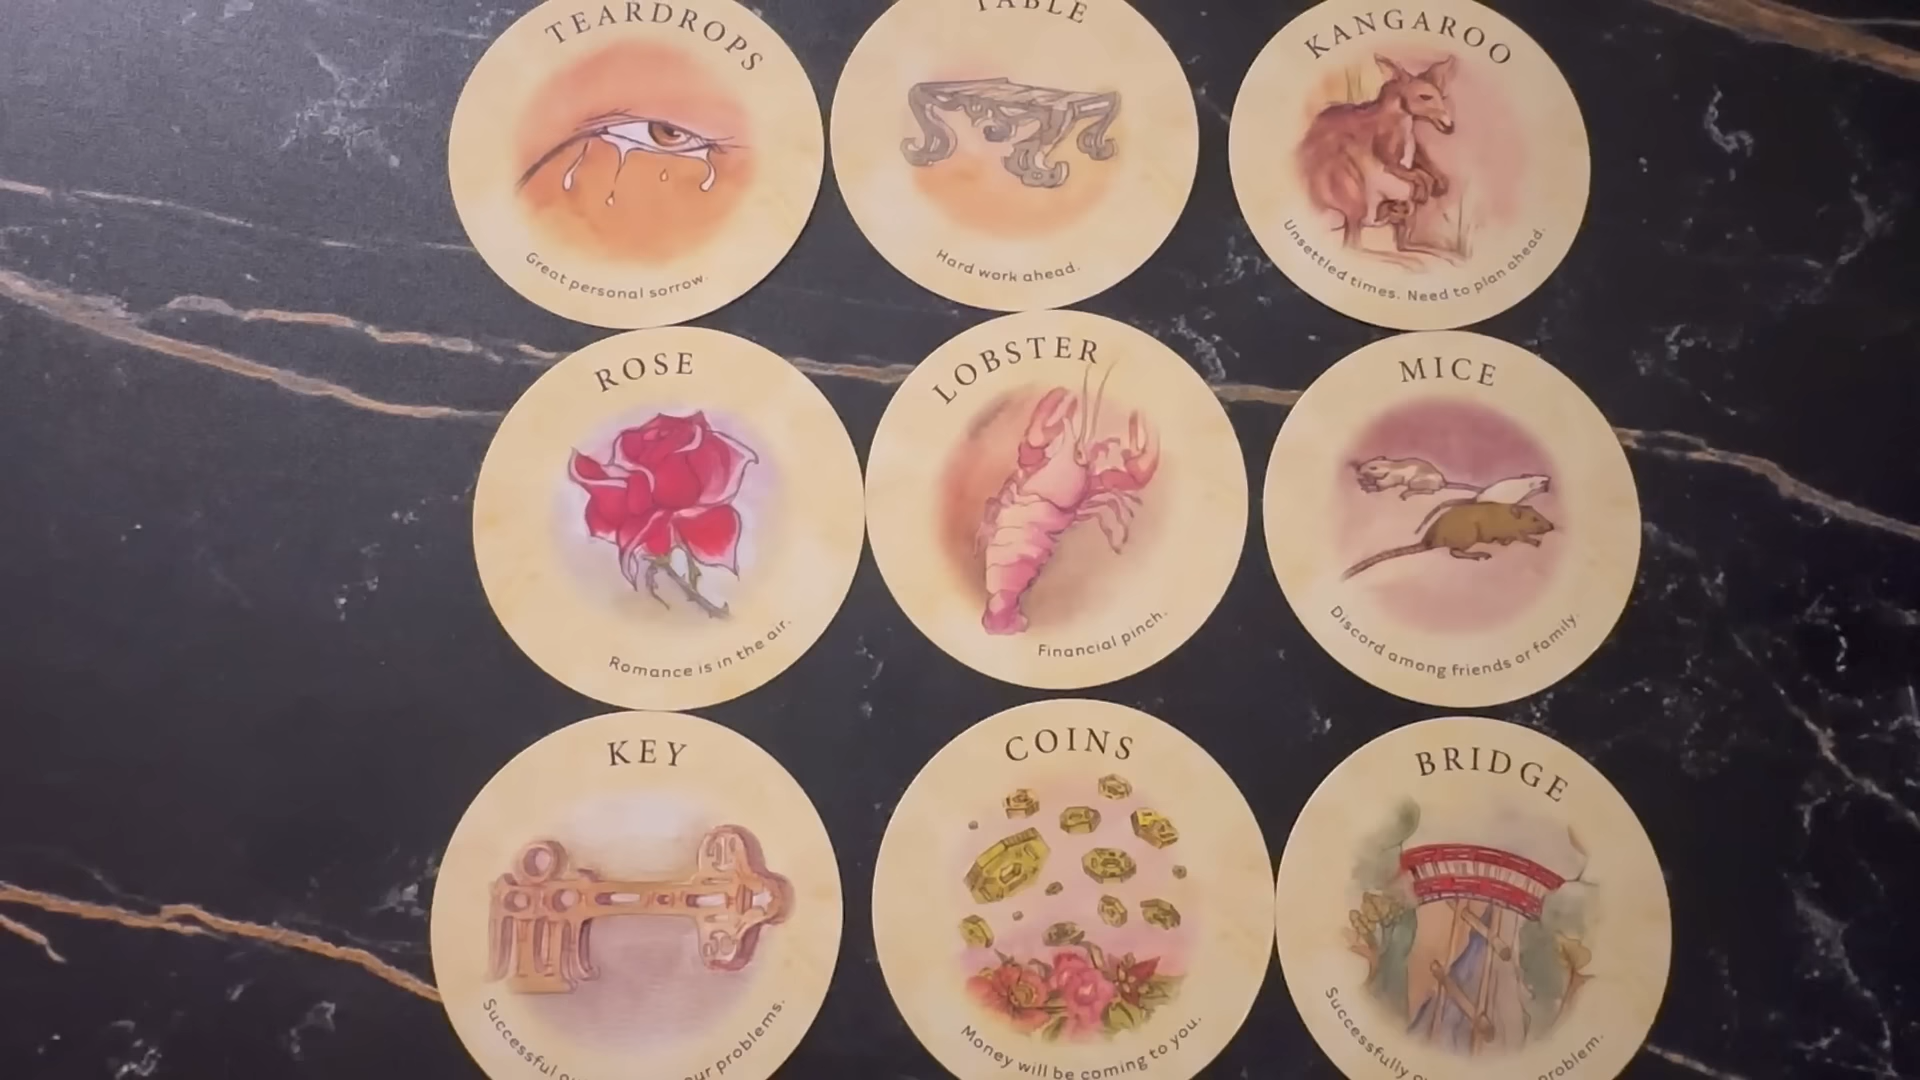 TEARDROPS
Great personal sorrow.
TABLE
Hard work ahead.
KANGAROO
Unsettled times. Need to plan ahead.
ROSE
Romance is in the air.
LOBSTER
Financial pinch.
MICE
Discord among friends or family.
KEY
Successful problems.
COINS
Money will be coming to you.
BRIDGE
Successfully problem.